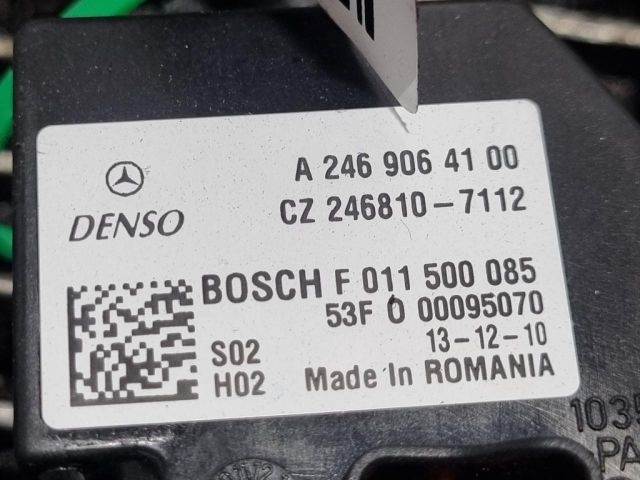 A 246 906 41 00
DENSO
CZ 246810-7112
BOSCH F 011 500 085
53F 0 00095070
13-12-10
S02
H02
Made In ROMANIA